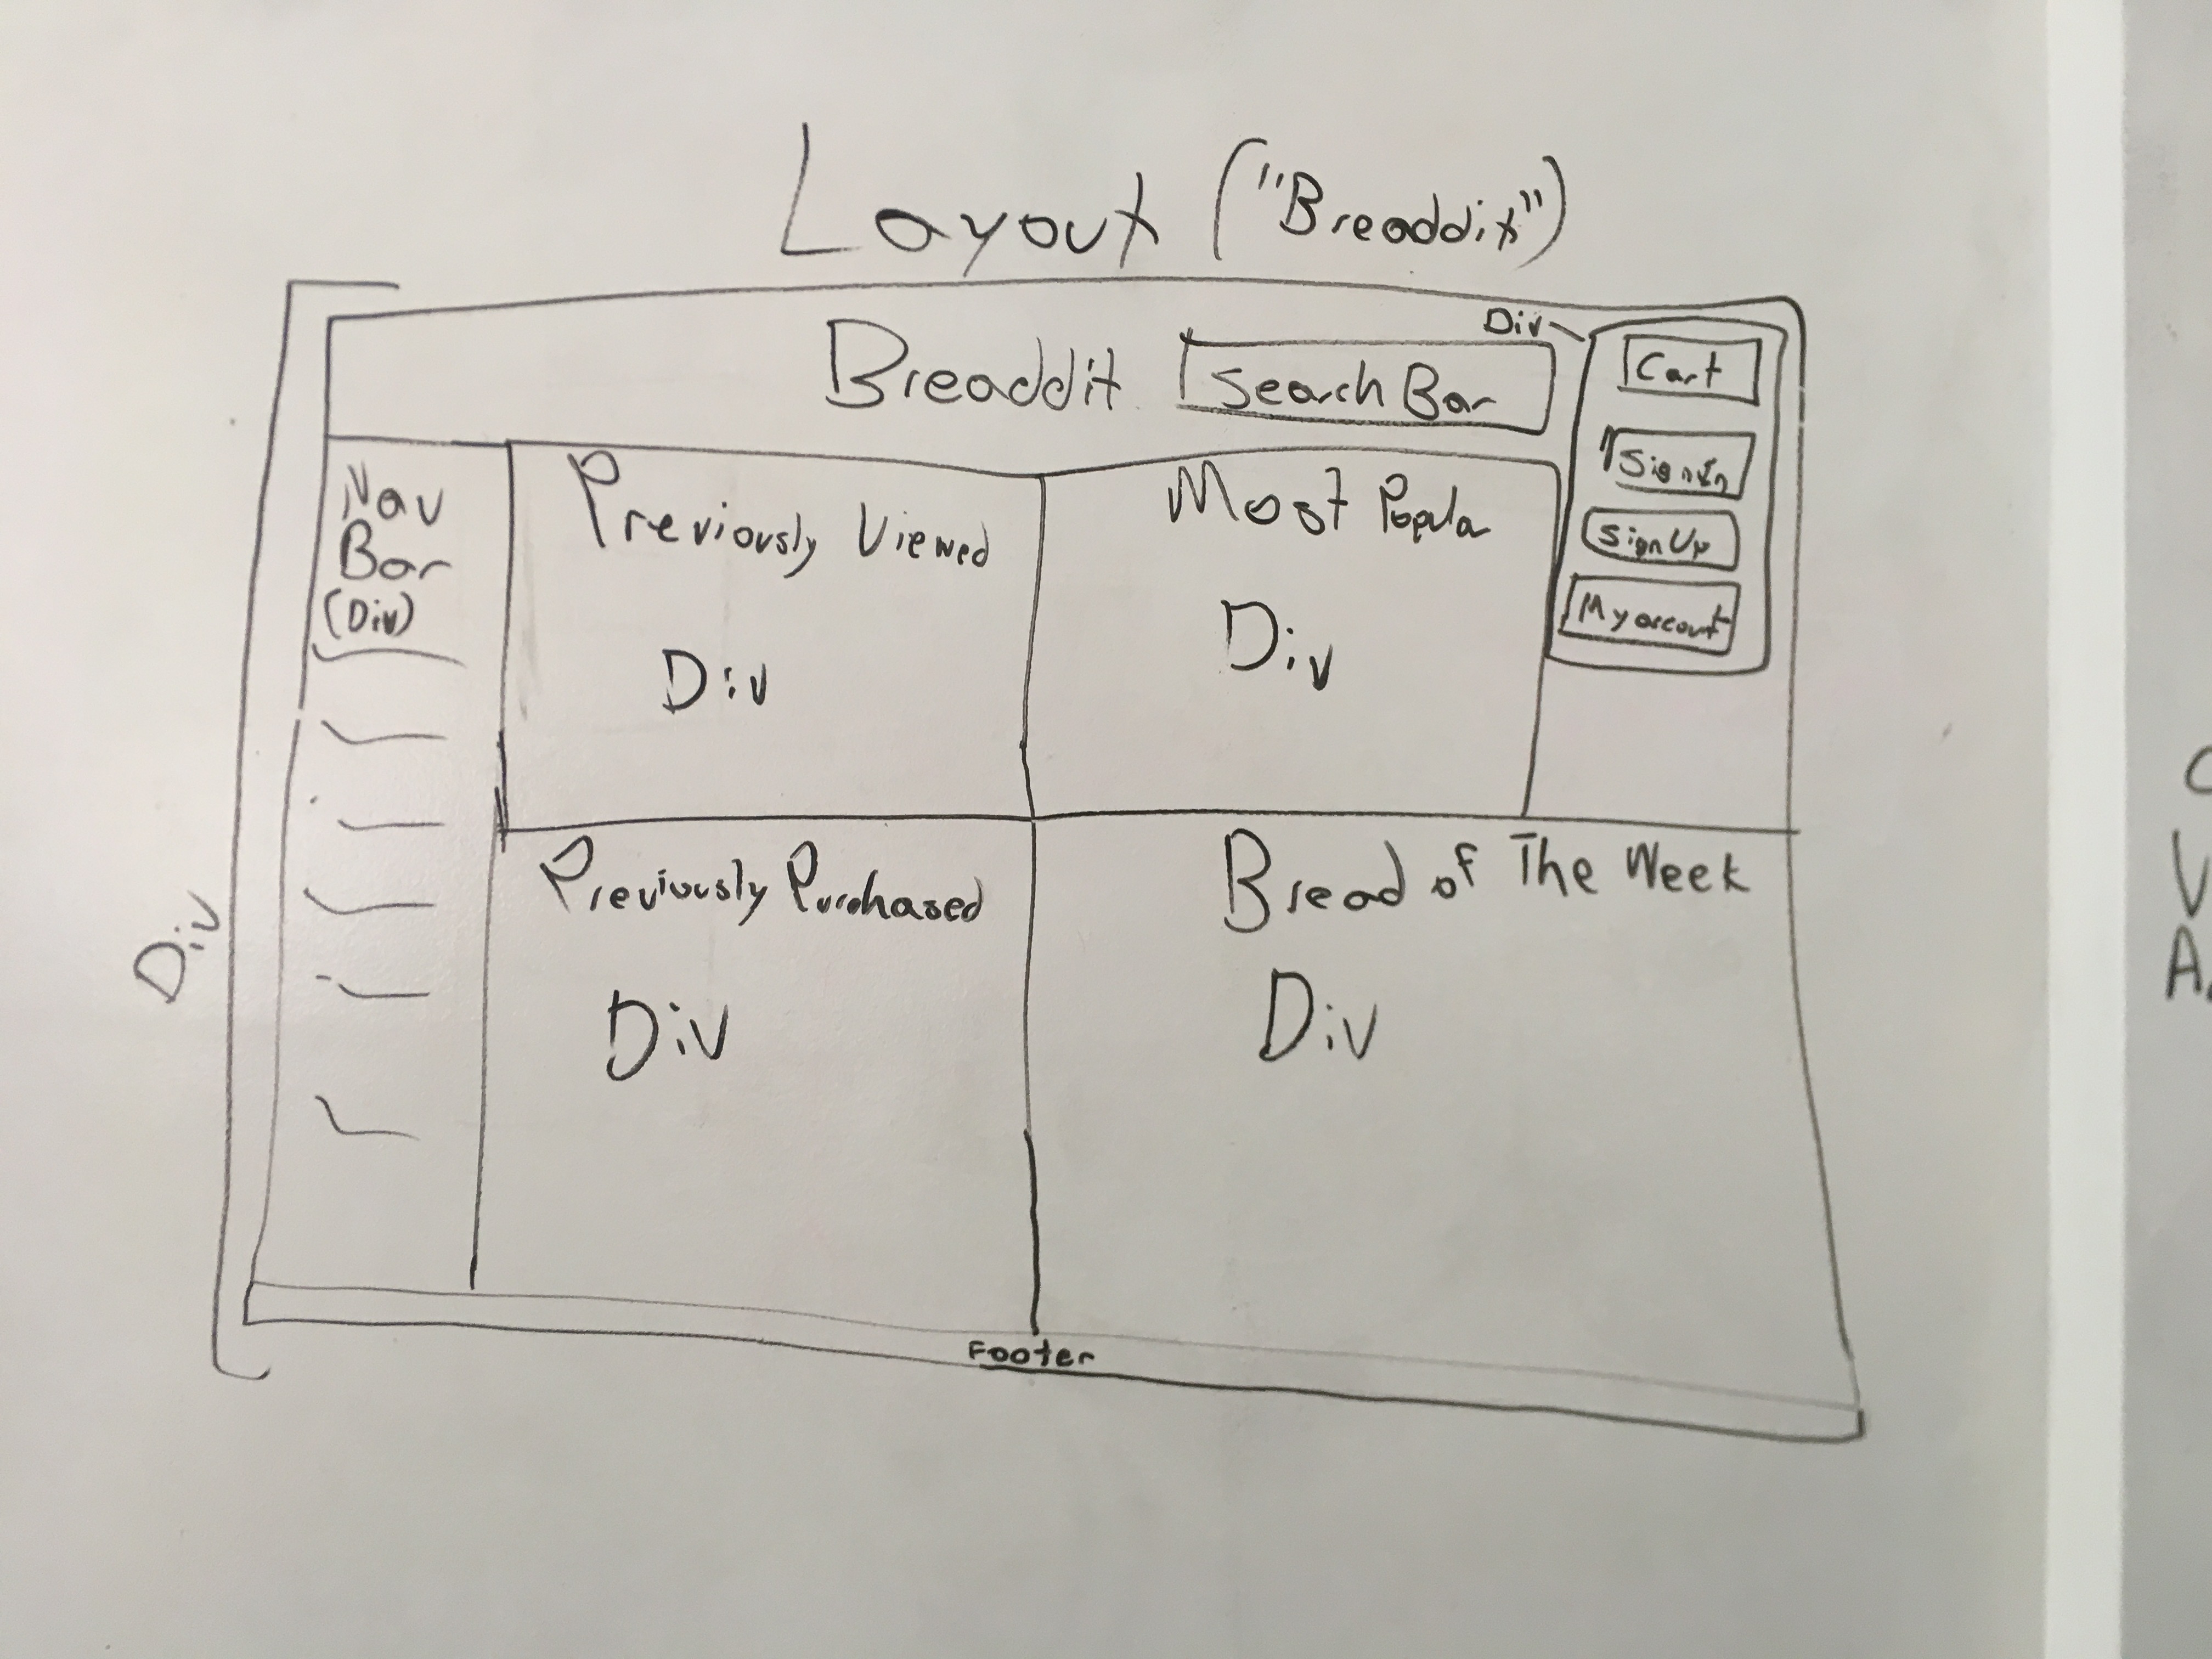 Layout ("Breaddit")
Div
Breaddit
Search Bar
Cart
Sign In
Sign Up
My account
Nav
Bar
(Div)
Previously Viewed
Div
Most Popular
Div
Previously Purchased
Div
Bread of The Week
Div
Div
Footer
C
V
A